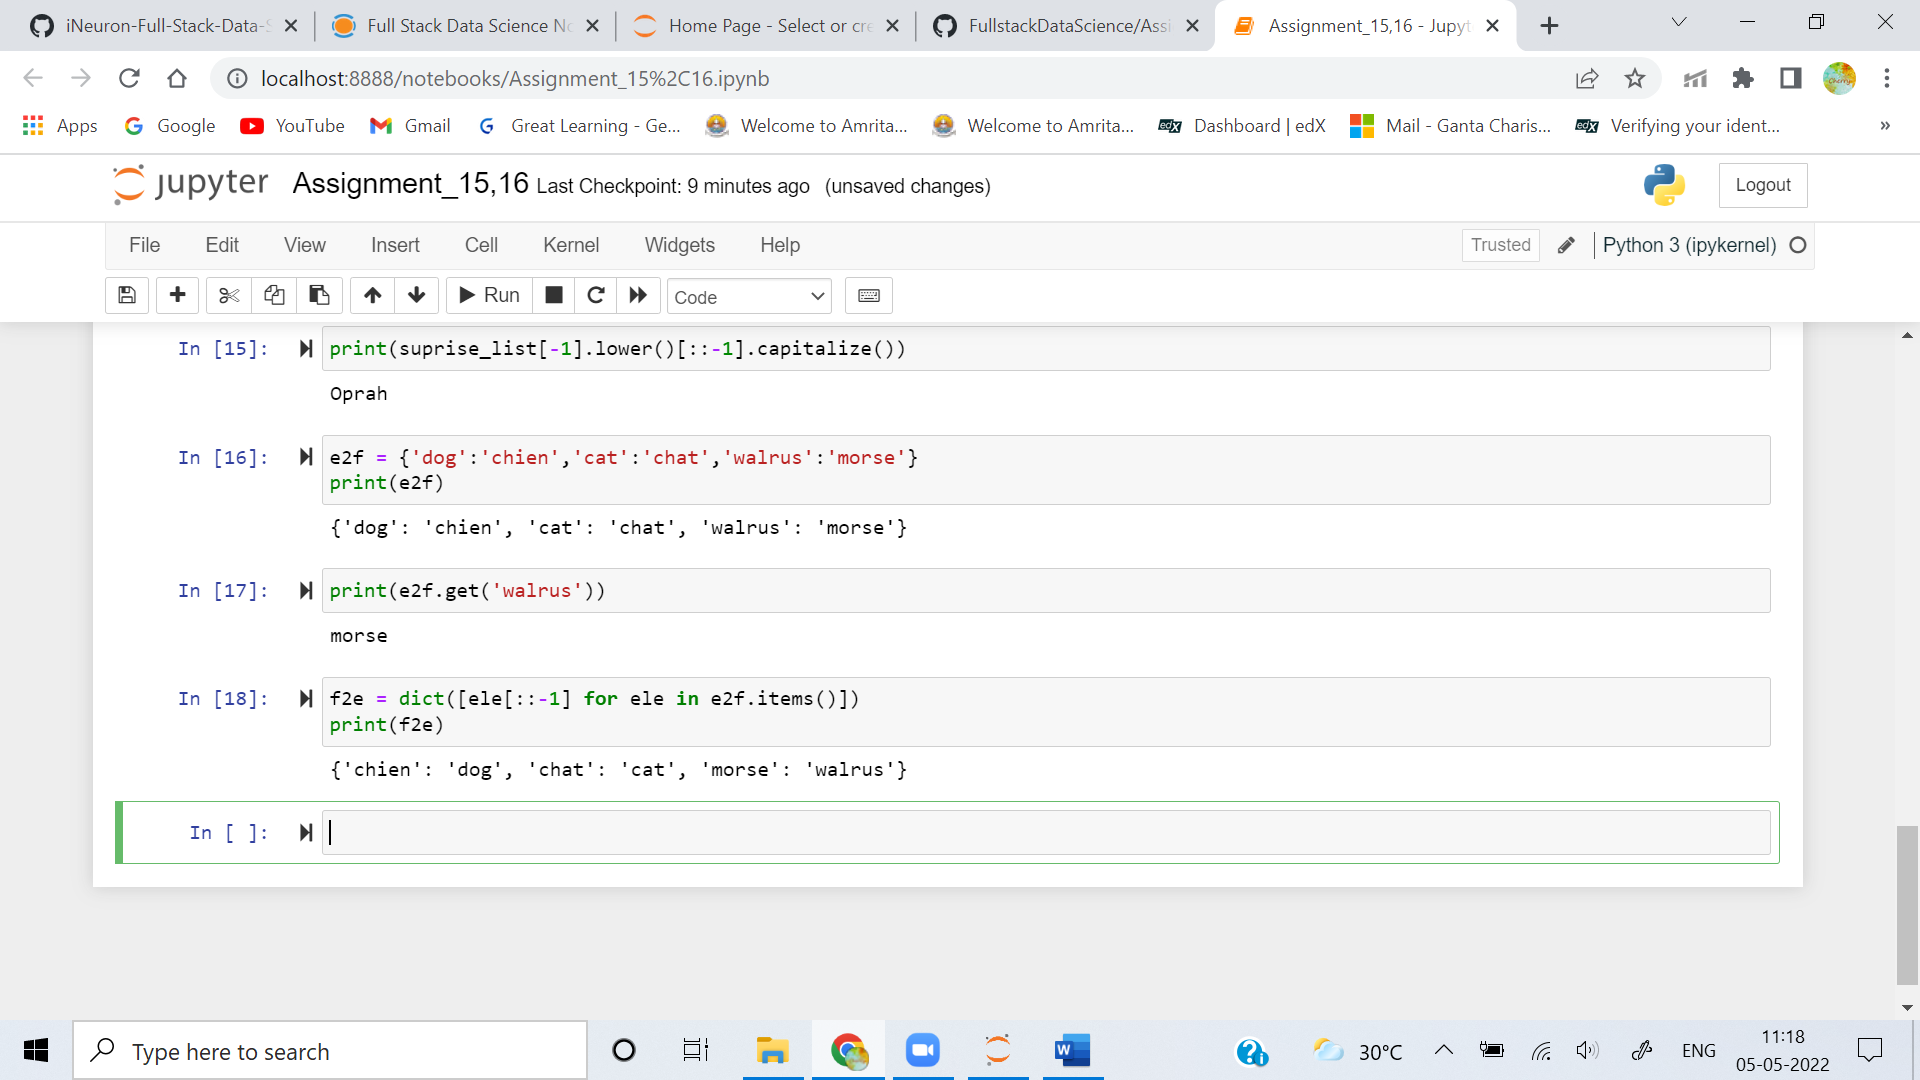 iNeuron-Full-Stack-Data-S
Full Stack Data Science No
Home Page - Select or cre
FullstackDataScience/Assi
Assignment_15,16 - Jupyt
localhost:8888/notebooks/Assignment_15%2C16.ipynb
Apps
Google
YouTube
Gmail
Great Learning - Ge...
Welcome to Amrita...
Welcome to Amrita...
edX
Dashboard | edX
Mail - Ganta Charis...
edX
Verifying your ident...
»
jupyter
Assignment_15,16 Last Checkpoint: 9 minutes ago (unsaved changes)
Logout
File
Edit
View
Insert
Cell
Kernel
Widgets
Help
Trusted
Python 3 (ipykernel)
Run
Code
In [15]: print(suprise_list[-1].lower()[::-1].capitalize())
Oprah
In [16]: e2f = {'dog':'chien','cat':'chat','walrus':'morse'}
print(e2f)
{'dog': 'chien', 'cat': 'chat', 'walrus': 'morse'}
In [17]: print(e2f.get('walrus'))
morse
In [18]: f2e = dict([ele[::-1] for ele in e2f.items()])
print(f2e)
{'chien': 'dog', 'chat': 'cat', 'morse': 'walrus'}
In [ ]:
Type here to search
W
30°C
ENG
11:18
05-05-2022